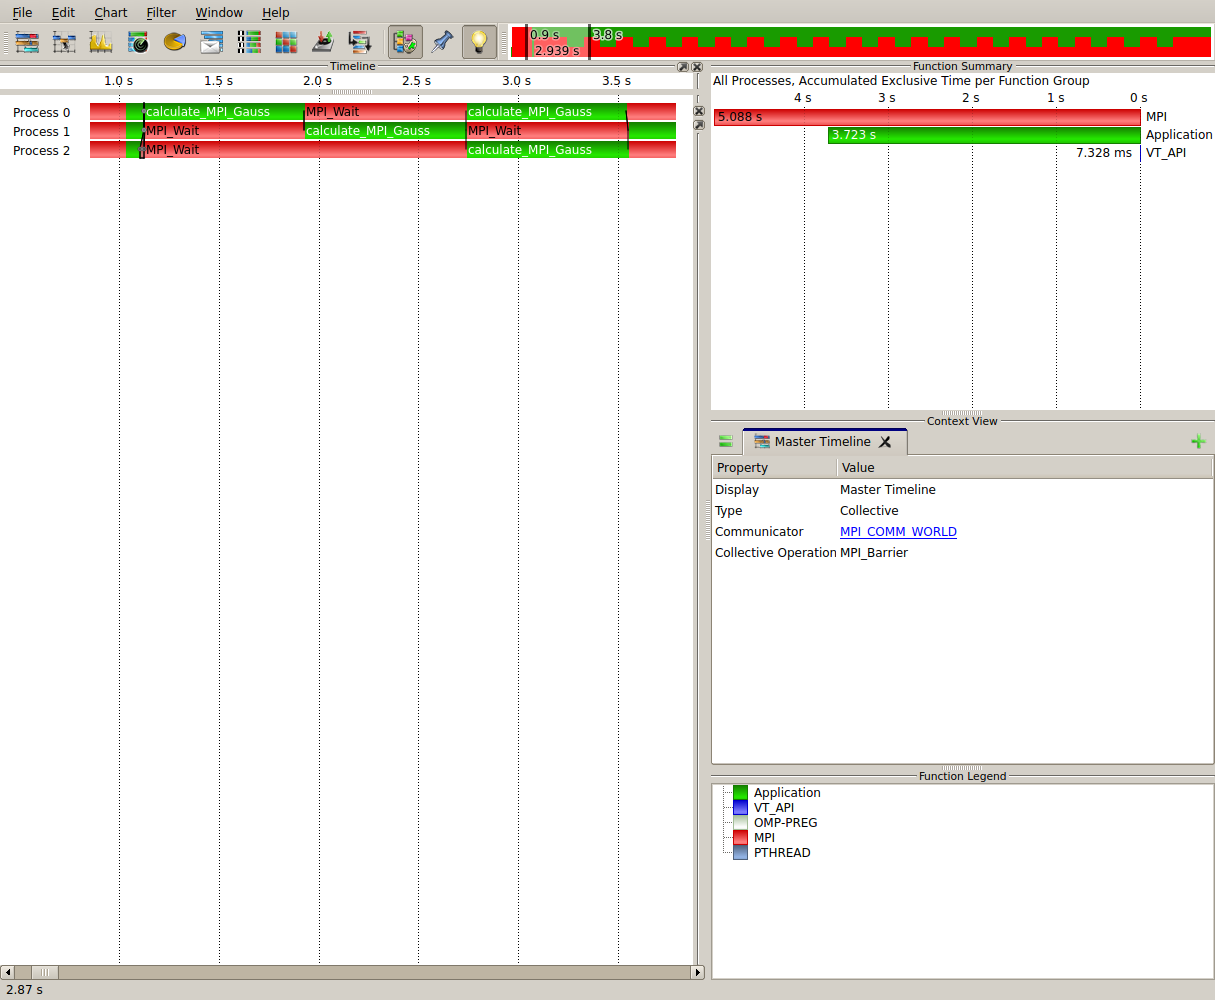 File Edit Chart Filter Window Help
0.9 s 3.8 s
2.939 s
Timeline
1.0 s 1.5 s 2.0 s 2.5 s 3.0 s 3.5 s
Process 0 calculate_MPI_Gauss MPI_Wait calculate_MPI_Gauss
Process 1 MPI_Wait calculate_MPI_Gauss MPI_Wait
Process 2 MPI_Wait calculate_MPI_Gauss
Function Summary
All Processes, Accumulated Exclusive Time per Function Group
4 s 3 s 2 s 1 s 0 s
5.088 s MPI
3.723 s Application
7.328 ms VT_API
Context View
Master Timeline
Property Value
Display Master Timeline
Type Collective
Communicator MPI_COMM_WORLD
Collective Operation MPI_Barrier
Function Legend
Application
VT_API
OMP-PREG
MPI
PTHREAD
2.87 s